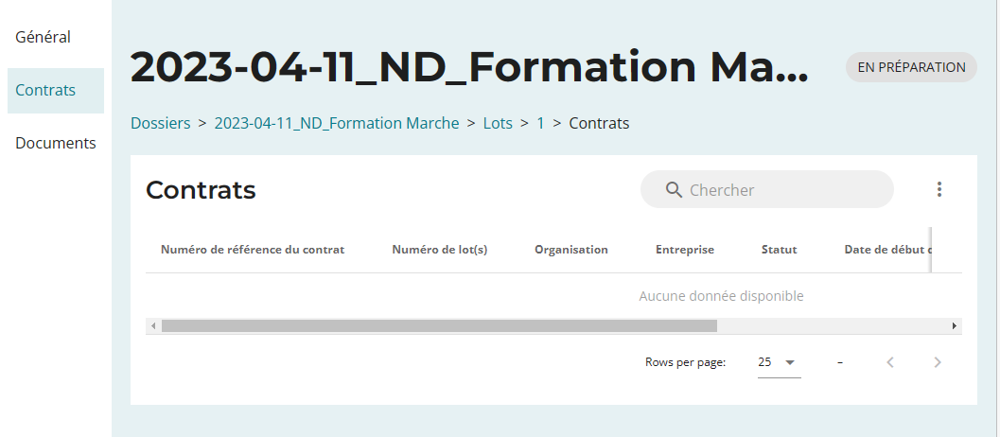 Général
Contrats
Documents
2023-04-11_ND_Formation Ma...
EN PRÉPARATION
Dossiers > 2023-04-11_ND_Formation Marche > Lots > 1 > Contrats
Contrats
Chercher
Numéro de référence du contrat Numéro de lot(s) Organisation Entreprise Statut Date de début
Aucune donnée disponible
Rows per page: 25 –